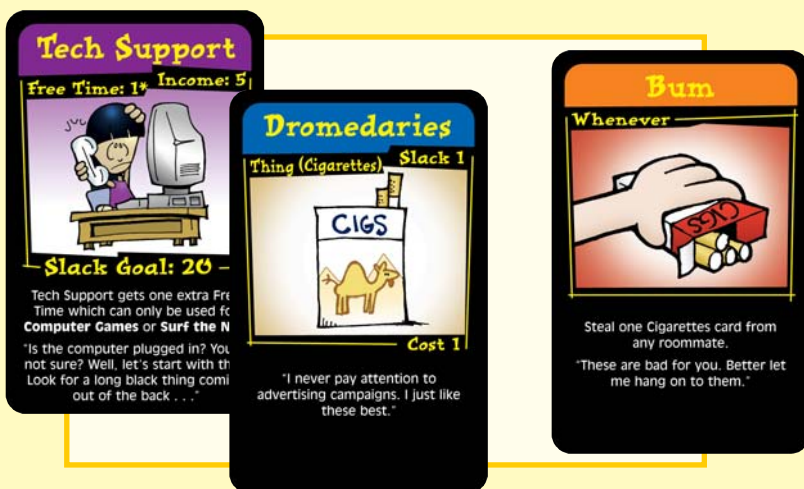 Tech Support
Free Time: 1*
Income: 5
Slack Goal: 20
Tech Support gets one extra Fre
Time which can only be used fo
Computer Games or Surf the N
"Is the computer plugged in? You
not sure? Well, let's start with th
Look for a long black thing comi
out of the back . . ."
Dromedaries
Thing (Cigarettes)
Slack 1
CIGS
Cost 1
"I never pay attention to
advertising campaigns. I just like
these best."
Bum
Whenever
CIGS
Steal one Cigarettes card from
any roommate.
"These are bad for you. Better let
me hang on to them."